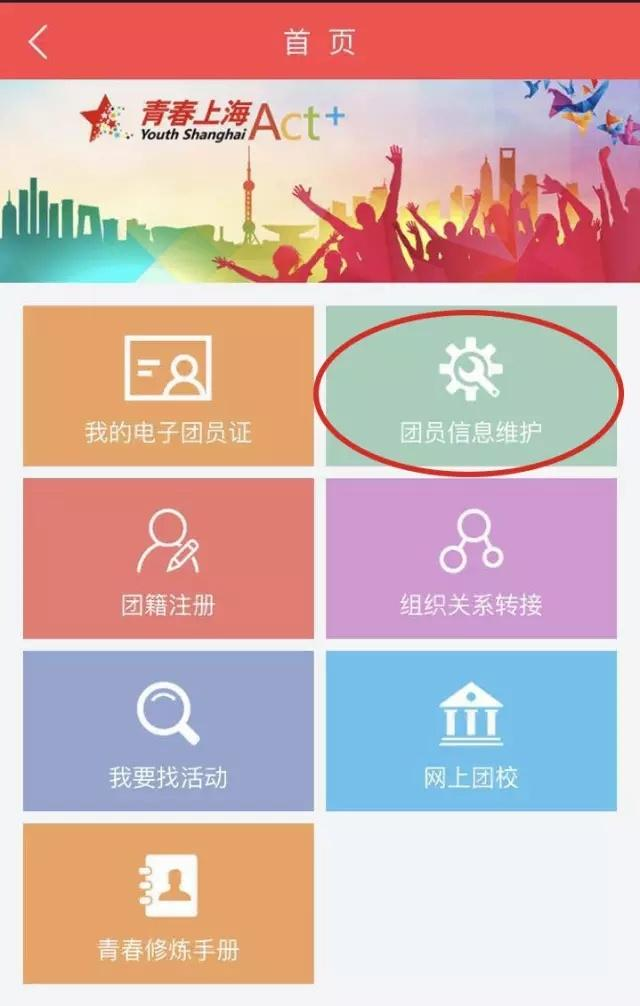 首 页
青春上海
Youth Shanghai
Act+
我的电子团员证
团员信息维护
团籍注册
组织关系转接
我要找活动
网上团校
青春修炼手册